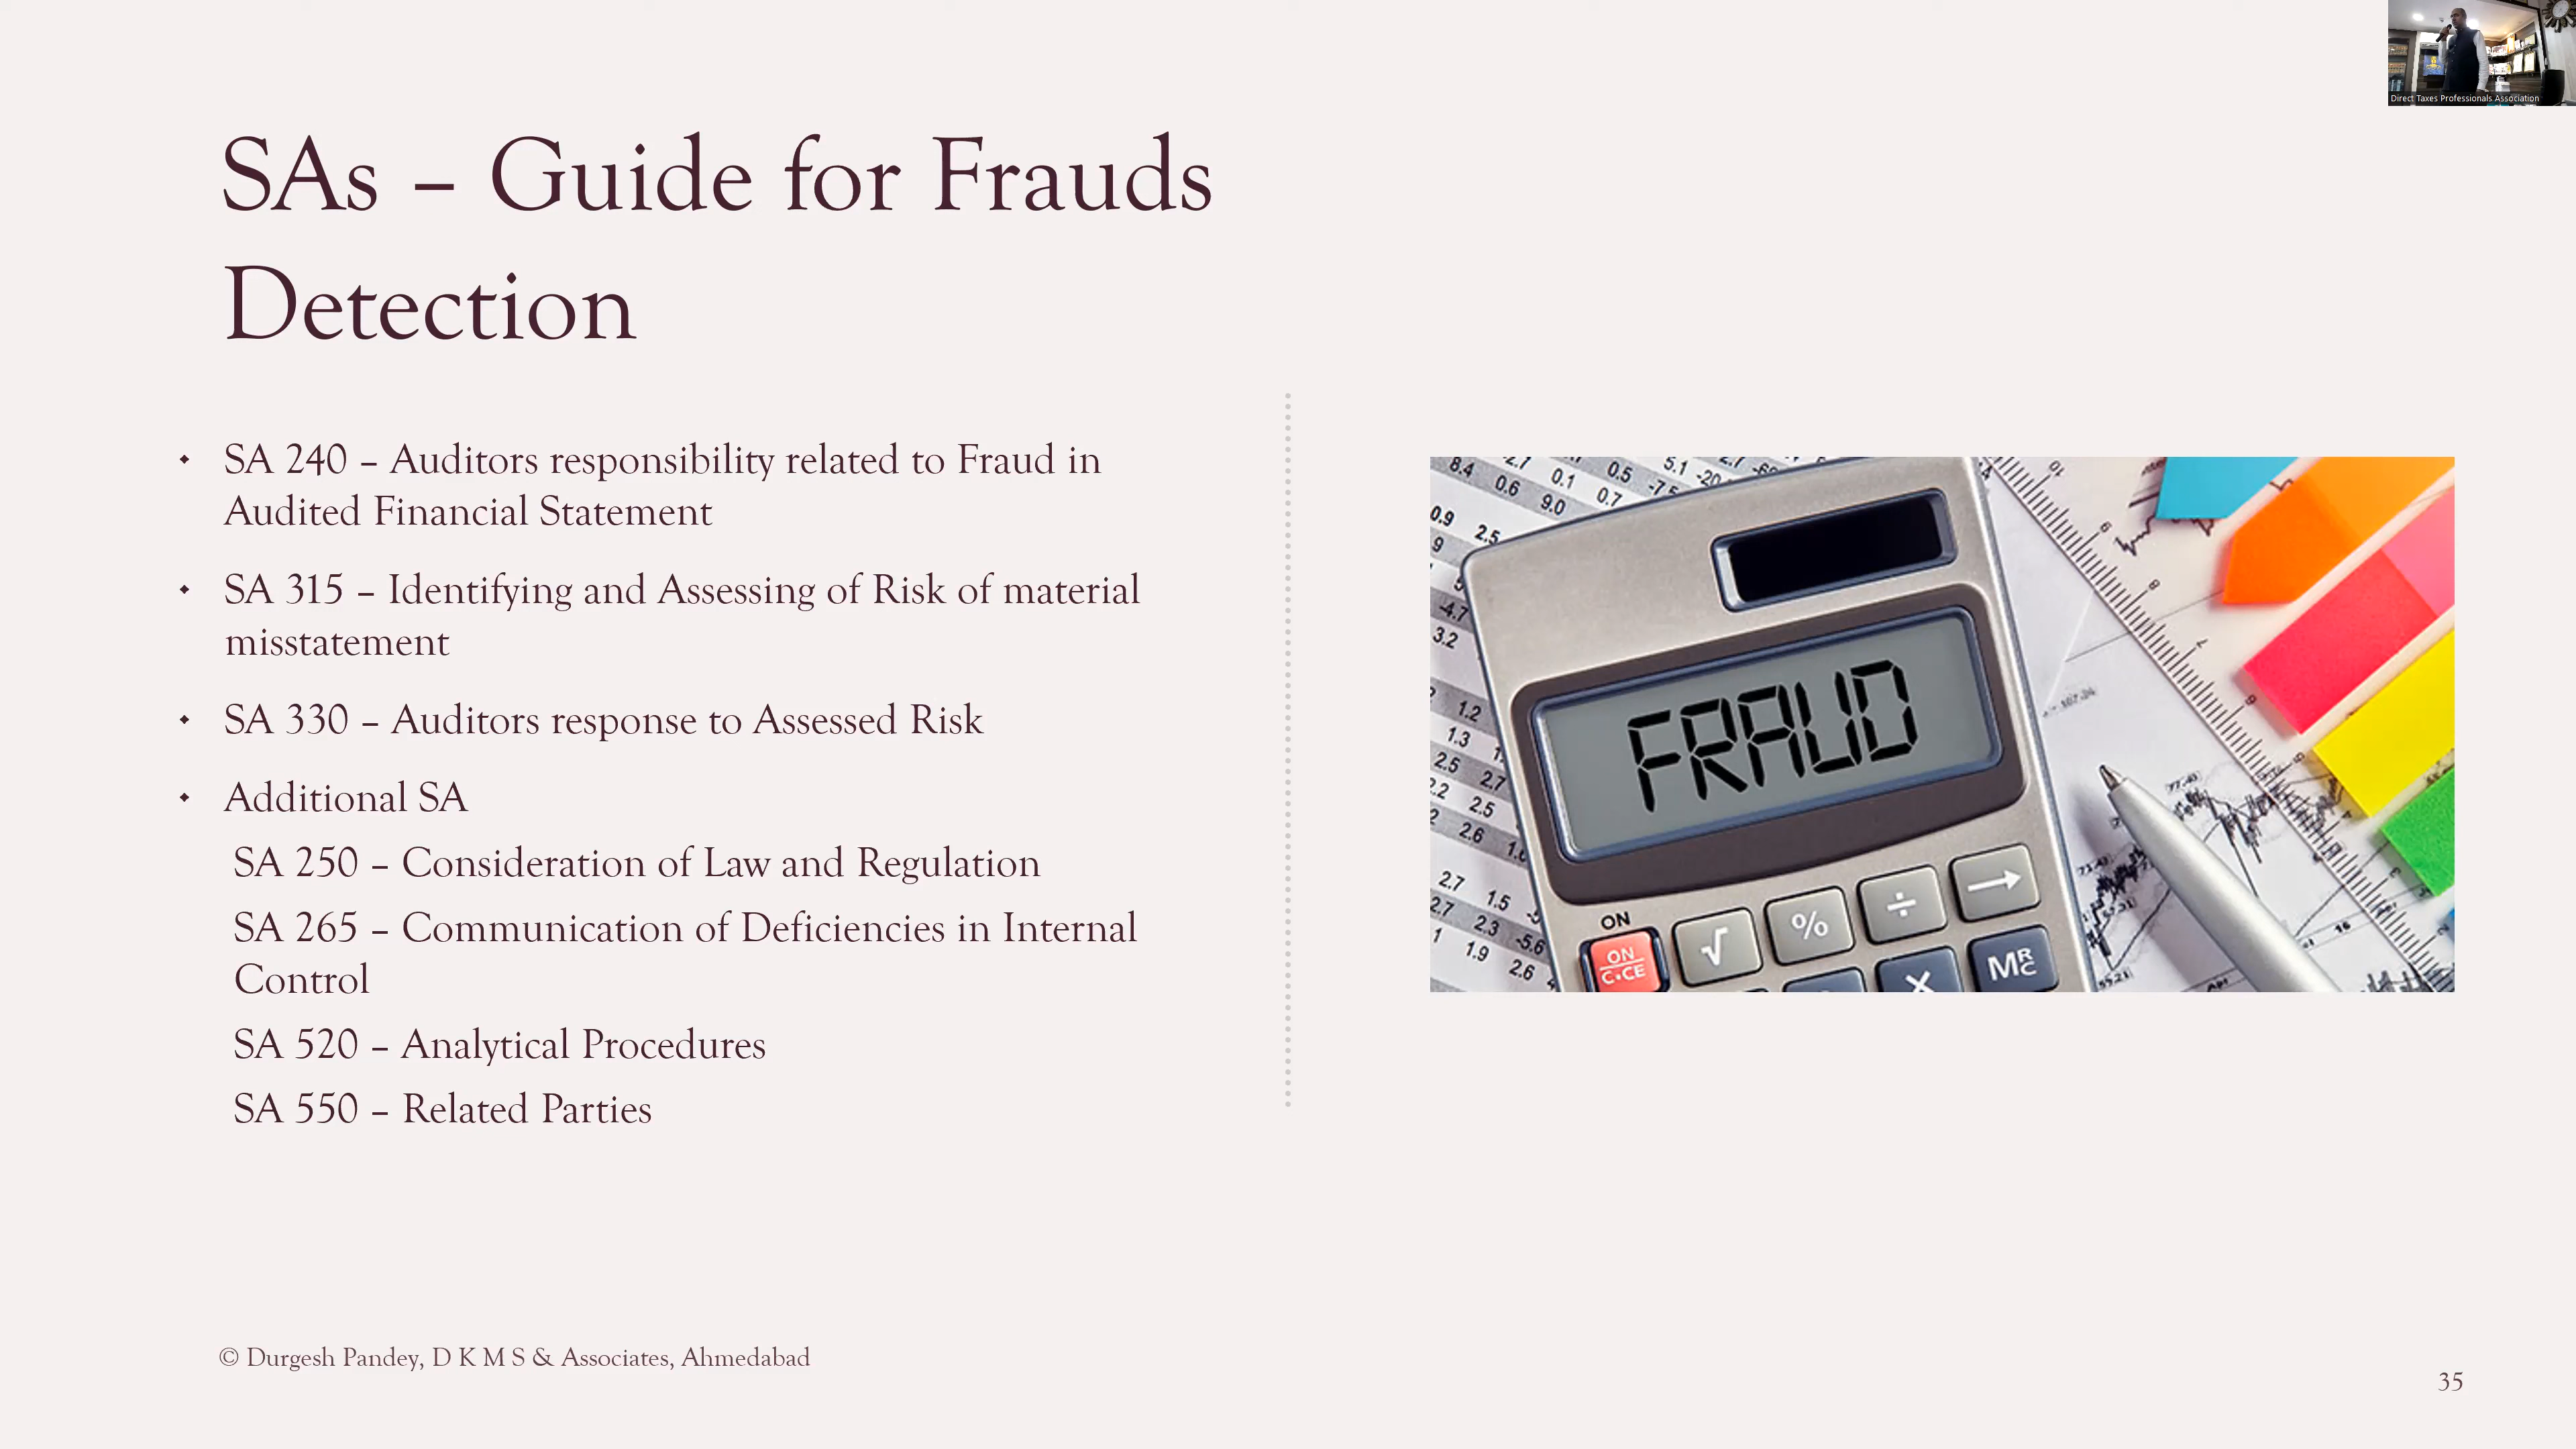 Direct Taxes Professionals Association
SAs – Guide for Frauds
Detection
SA 240 – Auditors responsibility related to Fraud in
Audited Financial Statement
SA 315 – Identifying and Assessing of Risk of material
misstatement
SA 330 – Auditors response to Assessed Risk
Additional SA
SA 250 – Consideration of Law and Regulation
SA 265 – Communication of Deficiencies in Internal
Control
SA 520 – Analytical Procedures
SA 550 – Related Parties
FRAUD
ON
ON
C•CE
√
%
÷
→
×
MRC
© Durgesh Pandey, D K M S & Associates, Ahmedabad
35